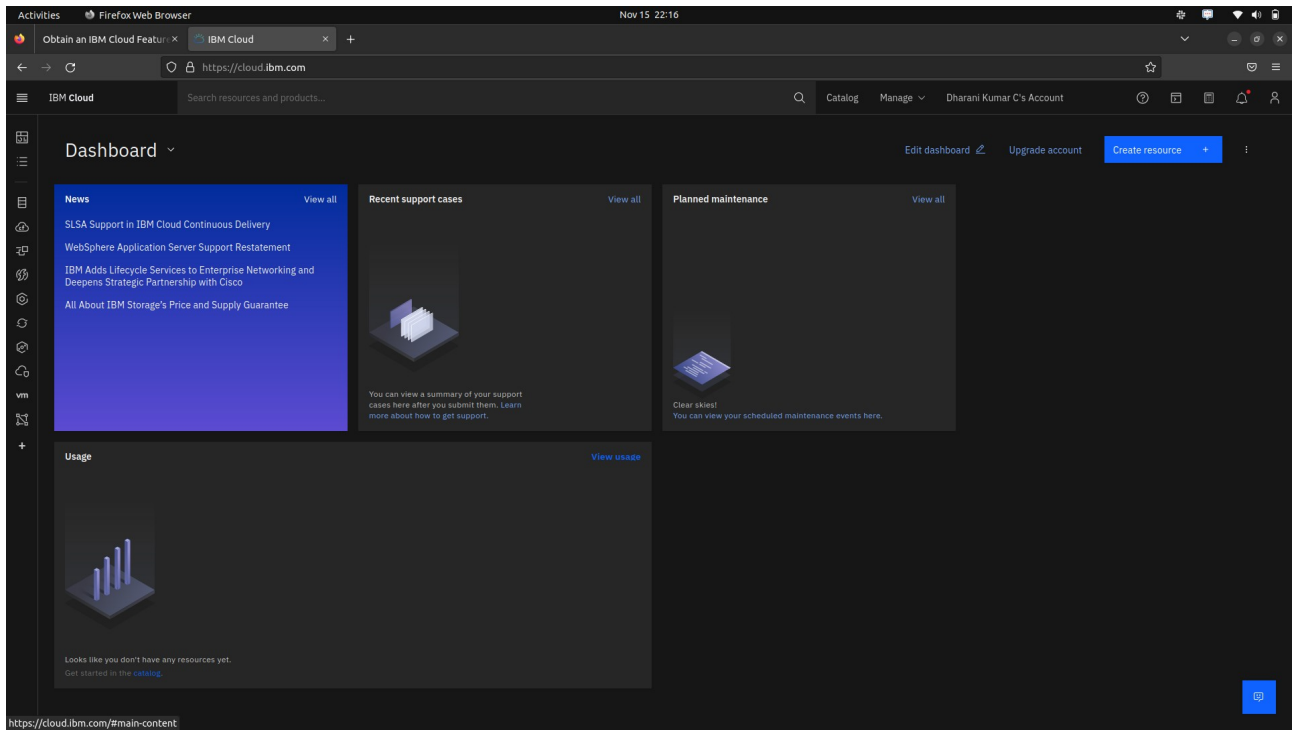 Activities
Firefox Web Browser
Nov 15 22:16
Obtain an IBM Cloud Featur
IBM Cloud
https://cloud.ibm.com
IBM Cloud
Search resources and products...
Catalog
Manage
Dharani Kumar C's Account
Dashboard
Edit dashboard
Upgrade account
Create resource +
News
View all
SLSA Support in IBM Cloud Continuous Delivery
WebSphere Application Server Support Restatement
IBM Adds Lifecycle Services to Enterprise Networking and
Deepens Strategic Partnership with Cisco
All About IBM Storage's Price and Supply Guarantee
Recent support cases
View all
You can view a summary of your support
cases here after you submit them. Learn
more about how to get support.
Planned maintenance
View all
Clear skies!
You can view your scheduled maintenance events here.
vm
Usage
View usage
Looks like you don't have any resources yet.
Get started in the catalog.
https://cloud.ibm.com/#main-content